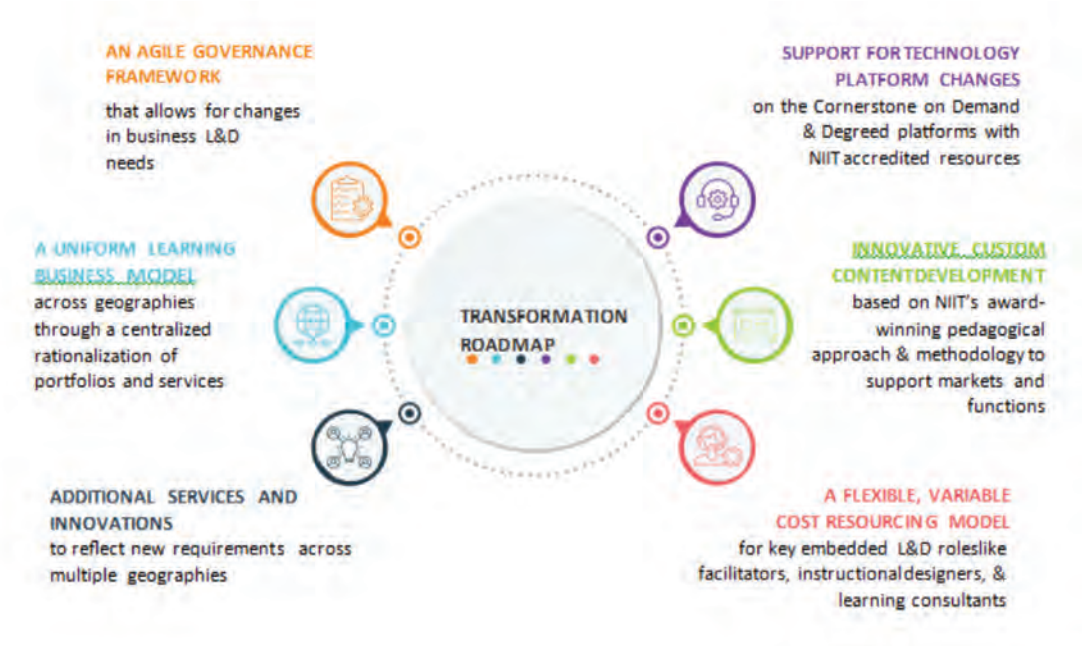 AN AGILE GOVERNANCE
FRAMEWORK
that allows for changes
in business L&D
needs
A UNIFORM LEARNING
BUSINESS MODEL
across geographies
through a centralized
rationalization of
portfolios and services
ADDITIONAL SERVICES AND
INNOVATIONS
to reflect new requirements across
multiple geographies
TRANSFORMATION
ROADMAP
SUPPORT FOR TECHNOLOGY
PLATFORM CHANGES
on the Cornerstone on Demand
& Degreed platforms with
NIIT accredited resources
INNOVATIVE CUSTOM
CONTENTDEVELOPMENT
based on NIIT's award-
winning pedagogical
approach & methodology to
support markets and
functions
A FLEXIBLE, VARIABLE
COST RESOURCING MODEL
for key embedded L&D roleslike
facilitators, instructionaldesigners, &
learning consultants